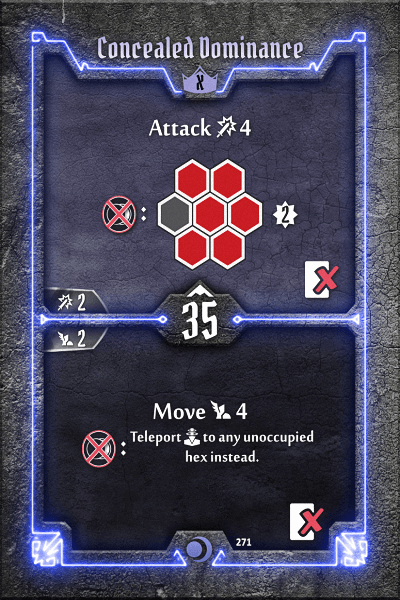 Concealed Dominance
X
Attack 4
: 2
2
35
2
Move 4
: Teleport to any unoccupied
hex instead.
271